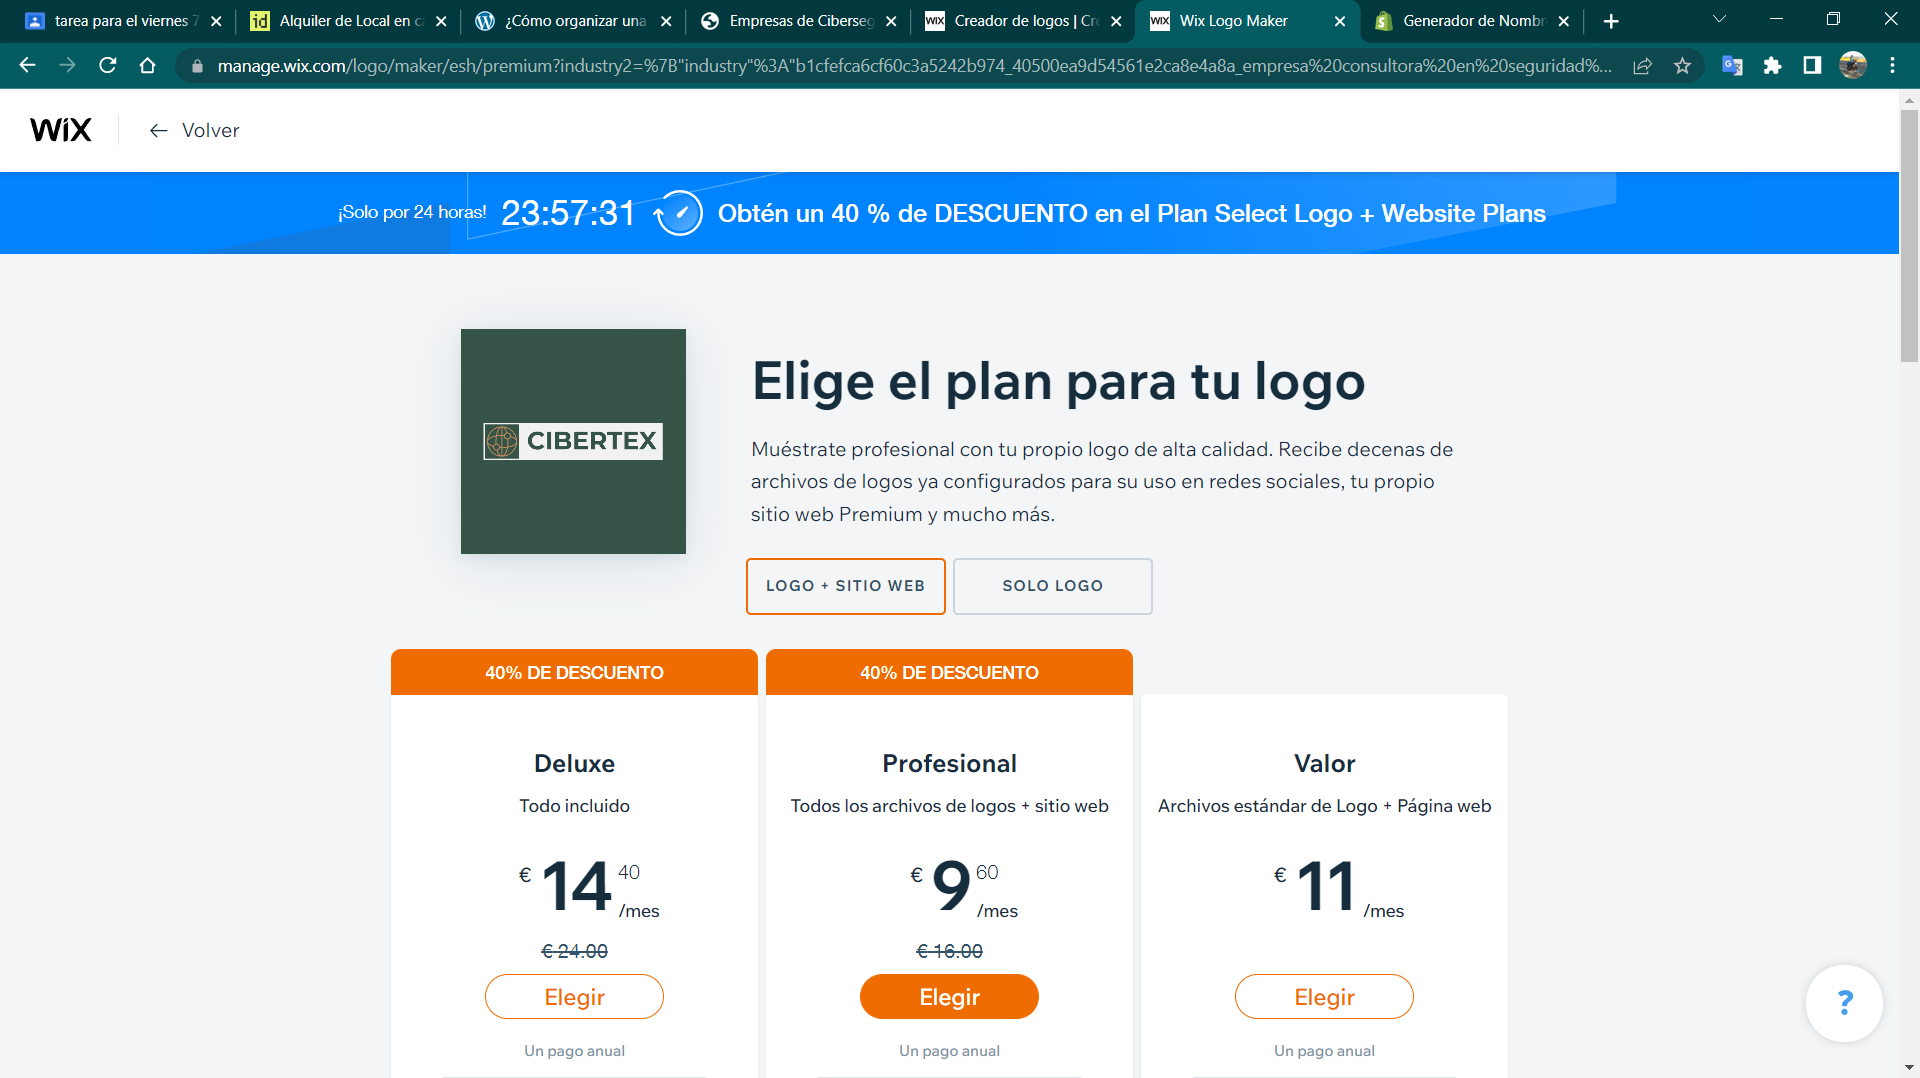 tarea para el viernes 7
Alquiler de Local en ca
¿Cómo organizar una
Empresas de Ciberseg
WIX Creador de logos | Cre
WIX Wix Logo Maker
Generador de Nombre
manage.wix.com/logo/maker/esh/premium?industry2=%7B"industry"%3A"b1cfefca6cf60c3a5242b974_40500ea9d54561e2ca8e4a8a_empresa%20consultora%20en%20seguridad%...
WIX
Volver
¡Solo por 24 horas! 23:57:31 Obtén un 40 % de DESCUENTO en el Plan Select Logo + Website Plans
CIBERTEX
Elige el plan para tu logo
Muéstrate profesional con tu propio logo de alta calidad. Recibe decenas de
archivos de logos ya configurados para su uso en redes sociales, tu propio
sitio web Premium y mucho más.
LOGO + SITIO WEB
SOLO LOGO
40% DE DESCUENTO
Deluxe
Todo incluido
€ 14 40 /mes
€ 24.00
Elegir
Un pago anual
40% DE DESCUENTO
Profesional
Todos los archivos de logos + sitio web
€ 9 60 /mes
€ 16.00
Elegir
Un pago anual
Valor
Archivos estándar de Logo + Página web
€ 11 /mes
Elegir
Un pago anual
?